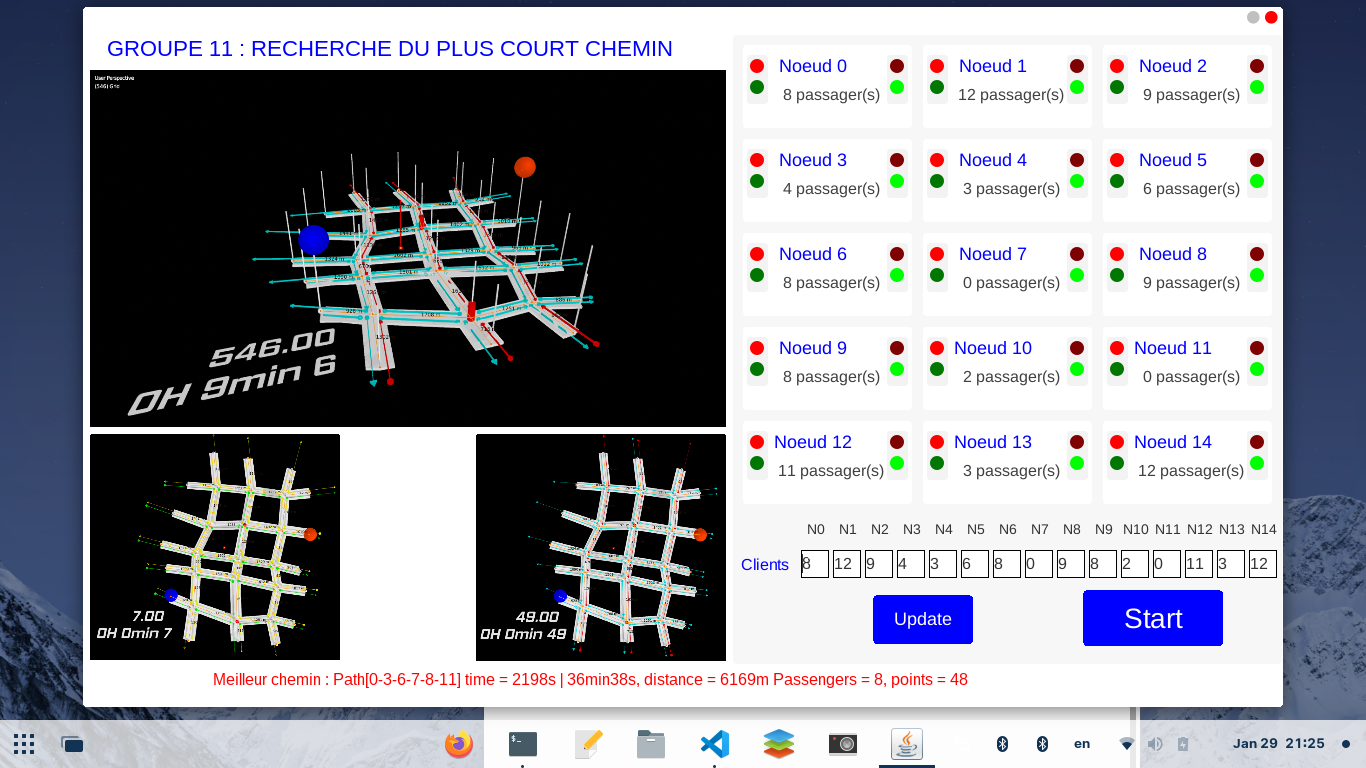 GROUPE 11 : RECHERCHE DU PLUS COURT CHEMIN
User Perspective
(546) Grid
546.00
0H 9min 6
7.00
0H 0min 7
49.00
0H 0min 49
Noeud 0
8 passager(s)
Noeud 1
12 passager(s)
Noeud 2
9 passager(s)
Noeud 3
4 passager(s)
Noeud 4
3 passager(s)
Noeud 5
6 passager(s)
Noeud 6
8 passager(s)
Noeud 7
0 passager(s)
Noeud 8
9 passager(s)
Noeud 9
8 passager(s)
Noeud 10
2 passager(s)
Noeud 11
0 passager(s)
Noeud 12
11 passager(s)
Noeud 13
3 passager(s)
Noeud 14
12 passager(s)
N0 N1 N2 N3 N4 N5 N6 N7 N8 N9 N10 N11 N12 N13 N14
Clients 8 12 9 4 3 6 8 0 9 8 2 0 11 3 12
Update
Start
Meilleur chemin : Path[0-3-6-7-8-11] time = 2198s | 36min38s, distance = 6169m Passengers = 8, points = 48
$_
en
Jan 29 21:25